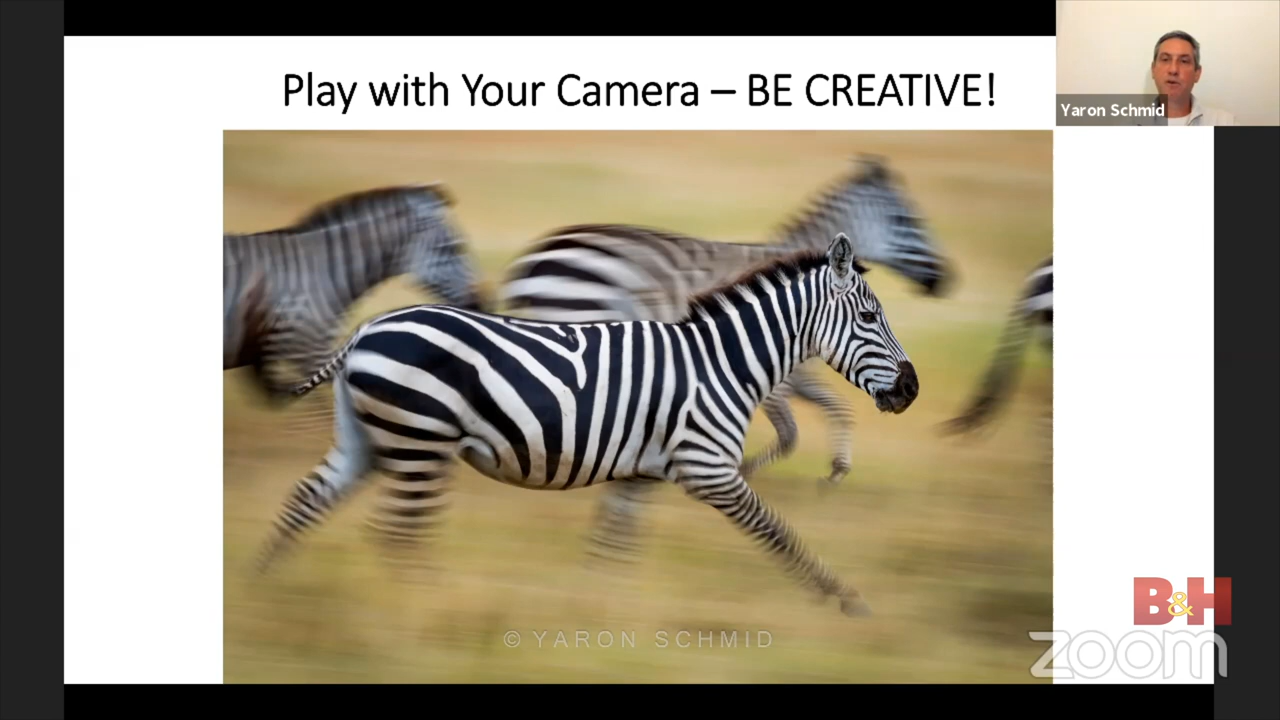 Play with Your Camera – BE CREATIVE!
Yaron Schmid
© YARON SCHMID
B&H
zoom